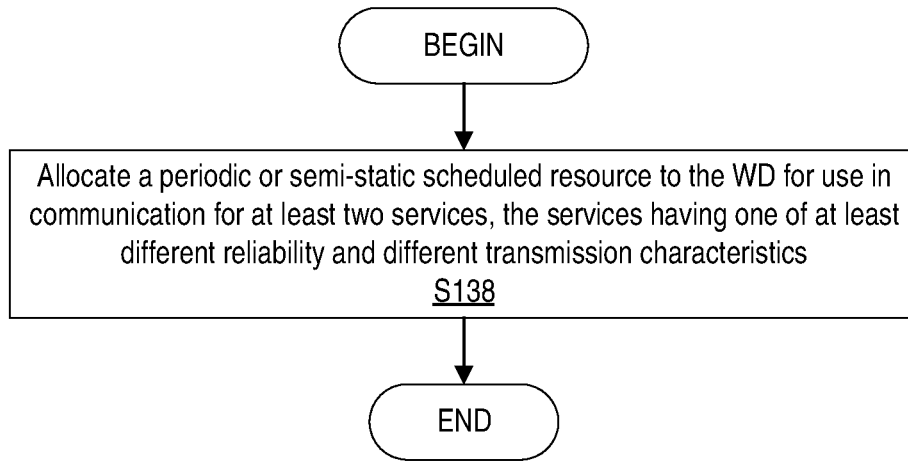 BEGIN
Allocate a periodic or semi-static scheduled resource to the WD for use in
communication for at least two services, the services having one of at least
different reliability and different transmission characteristics
S138
END